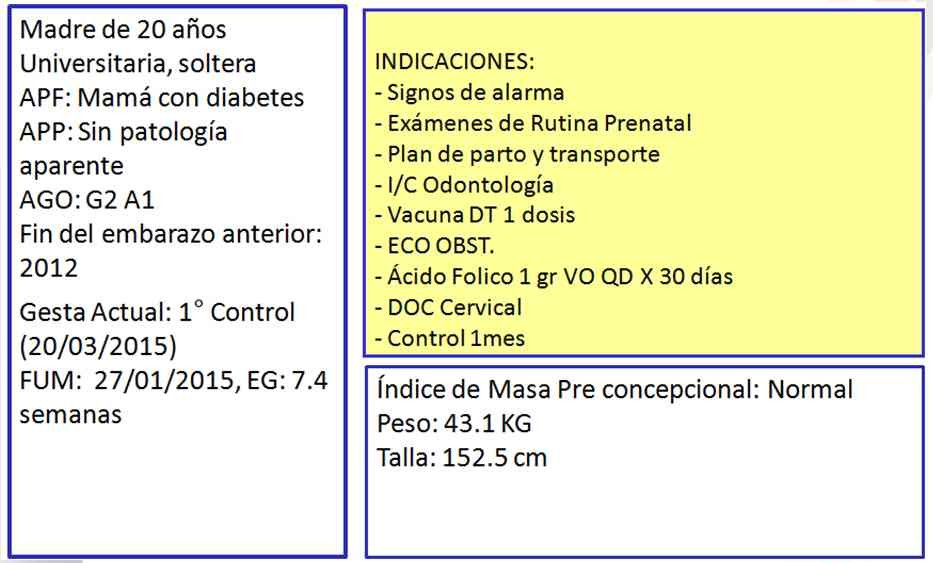 Madre de 20 años
Universitaria, soltera
APF: Mamá con diabetes
APP: Sin patología
aparente
AGO: G2 A1
Fin del embarazo anterior:
2012
Gesta Actual: 1° Control
(20/03/2015)
FUM:  27/01/2015, EG: 7.4
semanas
INDICACIONES:
- Signos de alarma
- Exámenes de Rutina Prenatal
- Plan de parto y transporte
- I/C Odontología
- Vacuna DT 1 dosis
- ECO OBST.
- Ácido Folico 1 gr VO QD X 30 días
- DOC Cervical
- Control 1mes
Índice de Masa Pre concepcional: Normal
Peso: 43.1 KG
Talla: 152.5 cm